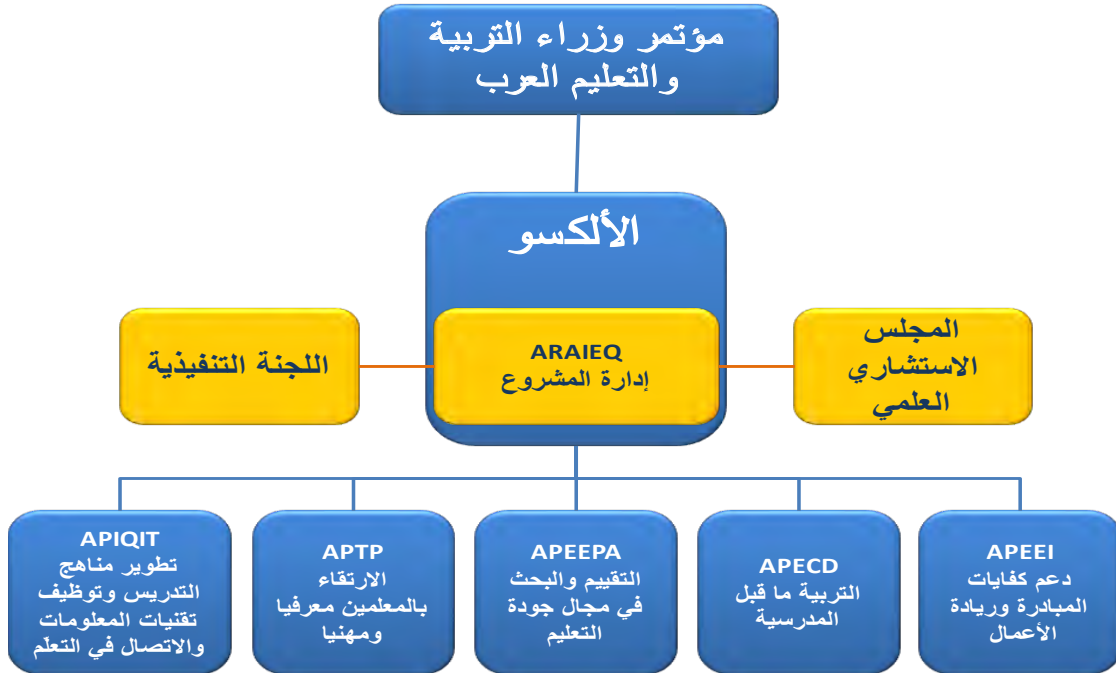 مؤتمر وزراء التربية
والتعليم العرب
الألكسو
المجلس
الاستشاري
العلمي
ARAIEQ
إدارة المشروع
اللجنة التنفيذية
APEEI
دعم كفايات
المبادرة وريادة
الأعمال
APECD
التربية ما قبل
المدرسية
APEEPA
التقييم والبحث
في مجال جودة
التعليم
APTP
الارتقاء
بالمعلمين معرفيا
ومهنيا
APIQIT
تطوير مناهج
التدريس وتوظيف
تقنيات المعلومات
والاتصال في التعلّم